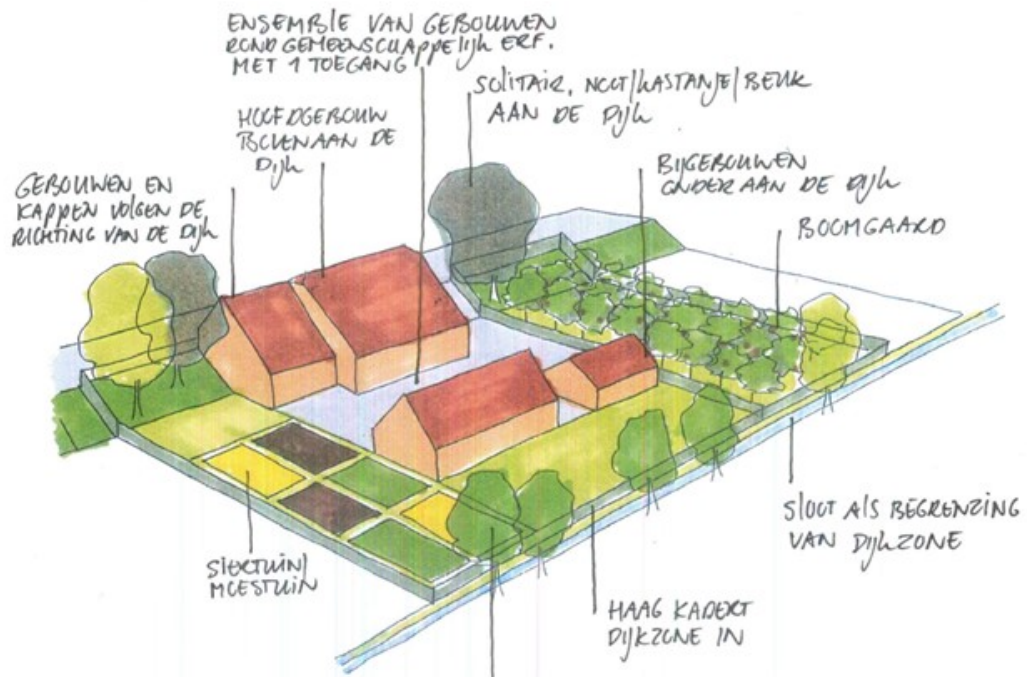 ENSEMBLE VAN GEBOUWEN
ROND GEMEENSCHAPPELIJK ERF.
MET 1 TOEGANG
SOLITAIR, NOOT/KASTANJE/BEUK
AAN DE DIJK
HOOFDGEBOUW
BOVENAAN DE
DIJK
BIJGEBOUWEN
ONDERAAN DE DIJK
GEBOUWEN EN
KAPPEN VOLGEN DE
RICHTING VAN DE DIJK
BOOMGAARD
SLOOT ALS BEGRENZING
VAN DIJKZONE
SIERTUIN/
MOESTUIN
HAAG KADERT
DIJKZONE IN